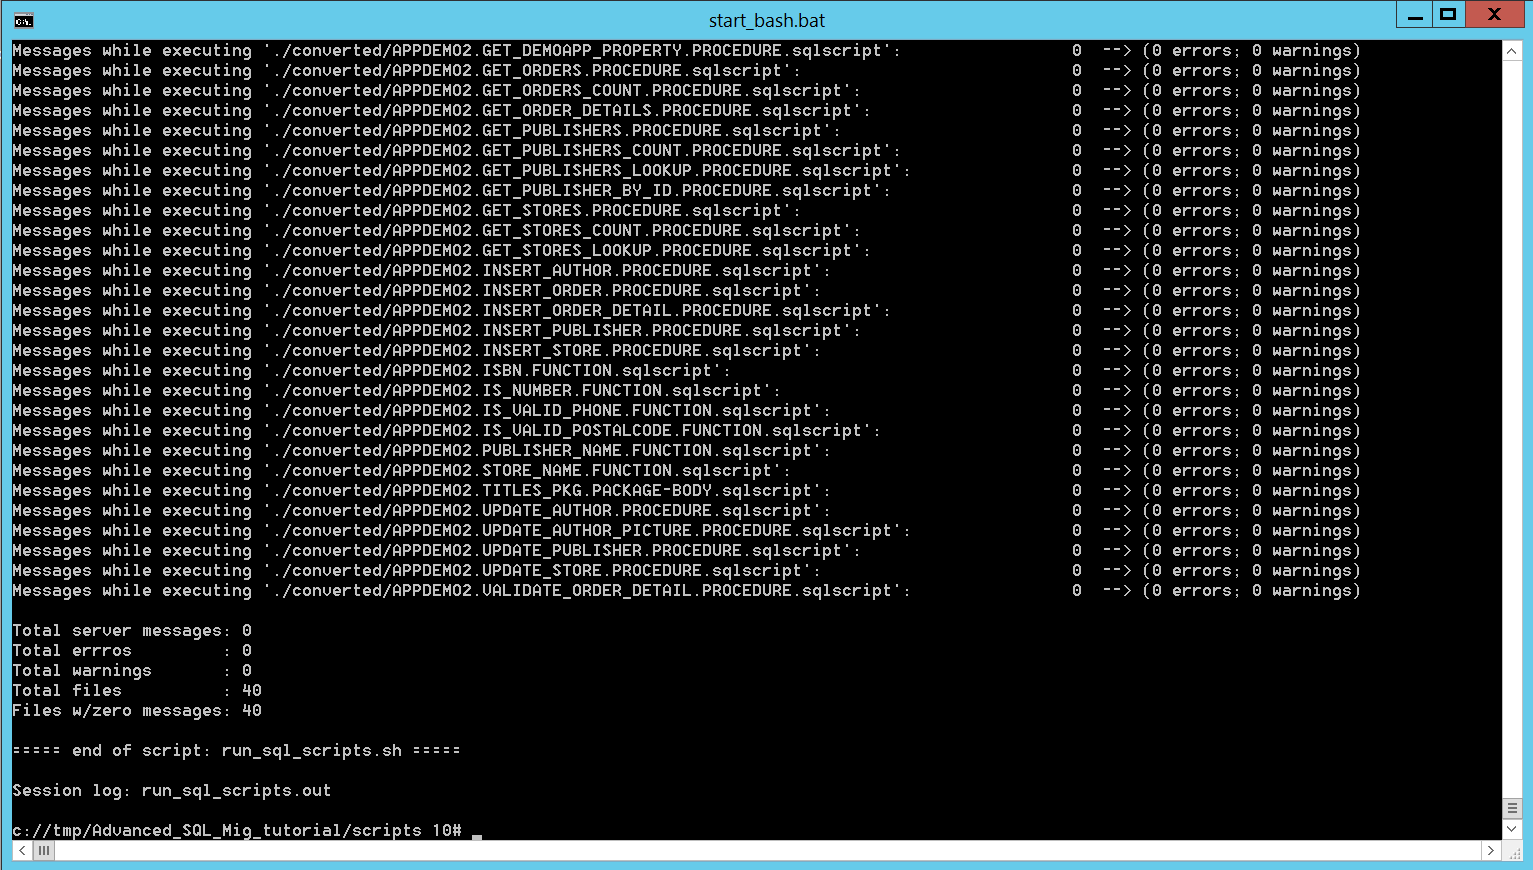 start_bash.bat
Messages while executing './converted/APPDEMO2.GET_DEMOAPP_PROPERTY.PROCEDURE.sqlscript': 0 --> (0 errors; 0 warnings)
Messages while executing './converted/APPDEMO2.GET_ORDERS.PROCEDURE.sqlscript': 0 --> (0 errors; 0 warnings)
Messages while executing './converted/APPDEMO2.GET_ORDERS_COUNT.PROCEDURE.sqlscript': 0 --> (0 errors; 0 warnings)
Messages while executing './converted/APPDEMO2.GET_ORDER_DETAILS.PROCEDURE.sqlscript': 0 --> (0 errors; 0 warnings)
Messages while executing './converted/APPDEMO2.GET_PUBLISHERS.PROCEDURE.sqlscript': 0 --> (0 errors; 0 warnings)
Messages while executing './converted/APPDEMO2.GET_PUBLISHERS_COUNT.PROCEDURE.sqlscript': 0 --> (0 errors; 0 warnings)
Messages while executing './converted/APPDEMO2.GET_PUBLISHERS_LOOKUP.PROCEDURE.sqlscript': 0 --> (0 errors; 0 warnings)
Messages while executing './converted/APPDEMO2.GET_PUBLISHER_BY_ID.PROCEDURE.sqlscript': 0 --> (0 errors; 0 warnings)
Messages while executing './converted/APPDEMO2.GET_STORES.PROCEDURE.sqlscript': 0 --> (0 errors; 0 warnings)
Messages while executing './converted/APPDEMO2.GET_STORES_COUNT.PROCEDURE.sqlscript': 0 --> (0 errors; 0 warnings)
Messages while executing './converted/APPDEMO2.GET_STORES_LOOKUP.PROCEDURE.sqlscript': 0 --> (0 errors; 0 warnings)
Messages while executing './converted/APPDEMO2.INSERT_AUTHOR.PROCEDURE.sqlscript': 0 --> (0 errors; 0 warnings)
Messages while executing './converted/APPDEMO2.INSERT_ORDER.PROCEDURE.sqlscript': 0 --> (0 errors; 0 warnings)
Messages while executing './converted/APPDEMO2.INSERT_ORDER_DETAIL.PROCEDURE.sqlscript': 0 --> (0 errors; 0 warnings)
Messages while executing './converted/APPDEMO2.INSERT_PUBLISHER.PROCEDURE.sqlscript': 0 --> (0 errors; 0 warnings)
Messages while executing './converted/APPDEMO2.INSERT_STORE.PROCEDURE.sqlscript': 0 --> (0 errors; 0 warnings)
Messages while executing './converted/APPDEMO2.ISBN.FUNCTION.sqlscript': 0 --> (0 errors; 0 warnings)
Messages while executing './converted/APPDEMO2.IS_NUMBER.FUNCTION.sqlscript': 0 --> (0 errors; 0 warnings)
Messages while executing './converted/APPDEMO2.IS_VALID_PHONE.FUNCTION.sqlscript': 0 --> (0 errors; 0 warnings)
Messages while executing './converted/APPDEMO2.IS_VALID_POSTALCODE.FUNCTION.sqlscript': 0 --> (0 errors; 0 warnings)
Messages while executing './converted/APPDEMO2.PUBLISHER_NAME.FUNCTION.sqlscript': 0 --> (0 errors; 0 warnings)
Messages while executing './converted/APPDEMO2.STORE_NAME.FUNCTION.sqlscript': 0 --> (0 errors; 0 warnings)
Messages while executing './converted/APPDEMO2.TITLES_PKG.PACKAGE-BODY.sqlscript': 0 --> (0 errors; 0 warnings)
Messages while executing './converted/APPDEMO2.UPDATE_AUTHOR.PROCEDURE.sqlscript': 0 --> (0 errors; 0 warnings)
Messages while executing './converted/APPDEMO2.UPDATE_AUTHOR_PICTURE.PROCEDURE.sqlscript': 0 --> (0 errors; 0 warnings)
Messages while executing './converted/APPDEMO2.UPDATE_PUBLISHER.PROCEDURE.sqlscript': 0 --> (0 errors; 0 warnings)
Messages while executing './converted/APPDEMO2.UPDATE_STORE.PROCEDURE.sqlscript': 0 --> (0 errors; 0 warnings)
Messages while executing './converted/APPDEMO2.VALIDATE_ORDER_DETAIL.PROCEDURE.sqlscript': 0 --> (0 errors; 0 warnings)
Total server messages: 0
Total errros : 0
Total warnings : 0
Total files : 40
Files w/zero messages: 40
===== end of script: run_sql_scripts.sh =====
Session log: run_sql_scripts.out
c://tmp/Advanced_SQL_Mig_tutorial/scripts 10# _